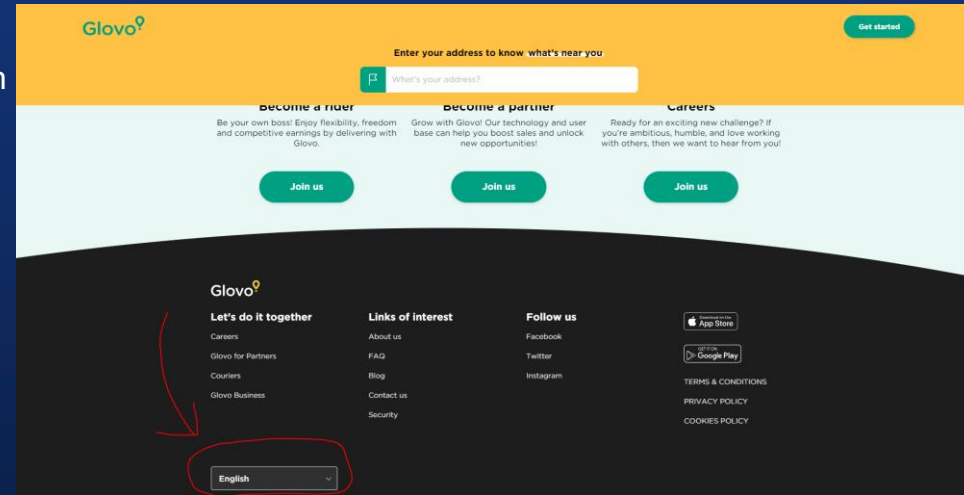 Glovo
Get started
Enter your address to know what's near you
What's your address?
Become a rider
Become a partner
Careers
Be your own boss! Enjoy flexibility, freedom
and competitive earnings by delivering with
Glovo.
Grow with Glovo! Our technology and user
base can help you boost sales and unlock
new opportunities!
Ready for an exciting new challenge? If
you're ambitious, humble, and love working
with others, then we want to hear from you!
Join us
Join us
Join us
Glovo
Let's do it together
Careers
Glovo for Partners
Couriers
Glovo Business
Links of interest
About us
FAQ
Blog
Contact us
Security
Follow us
Facebook
Twitter
Instagram
Download on the
App Store
GET IT ON
Google Play
TERMS & CONDITIONS
PRIVACY POLICY
COOKIES POLICY
English